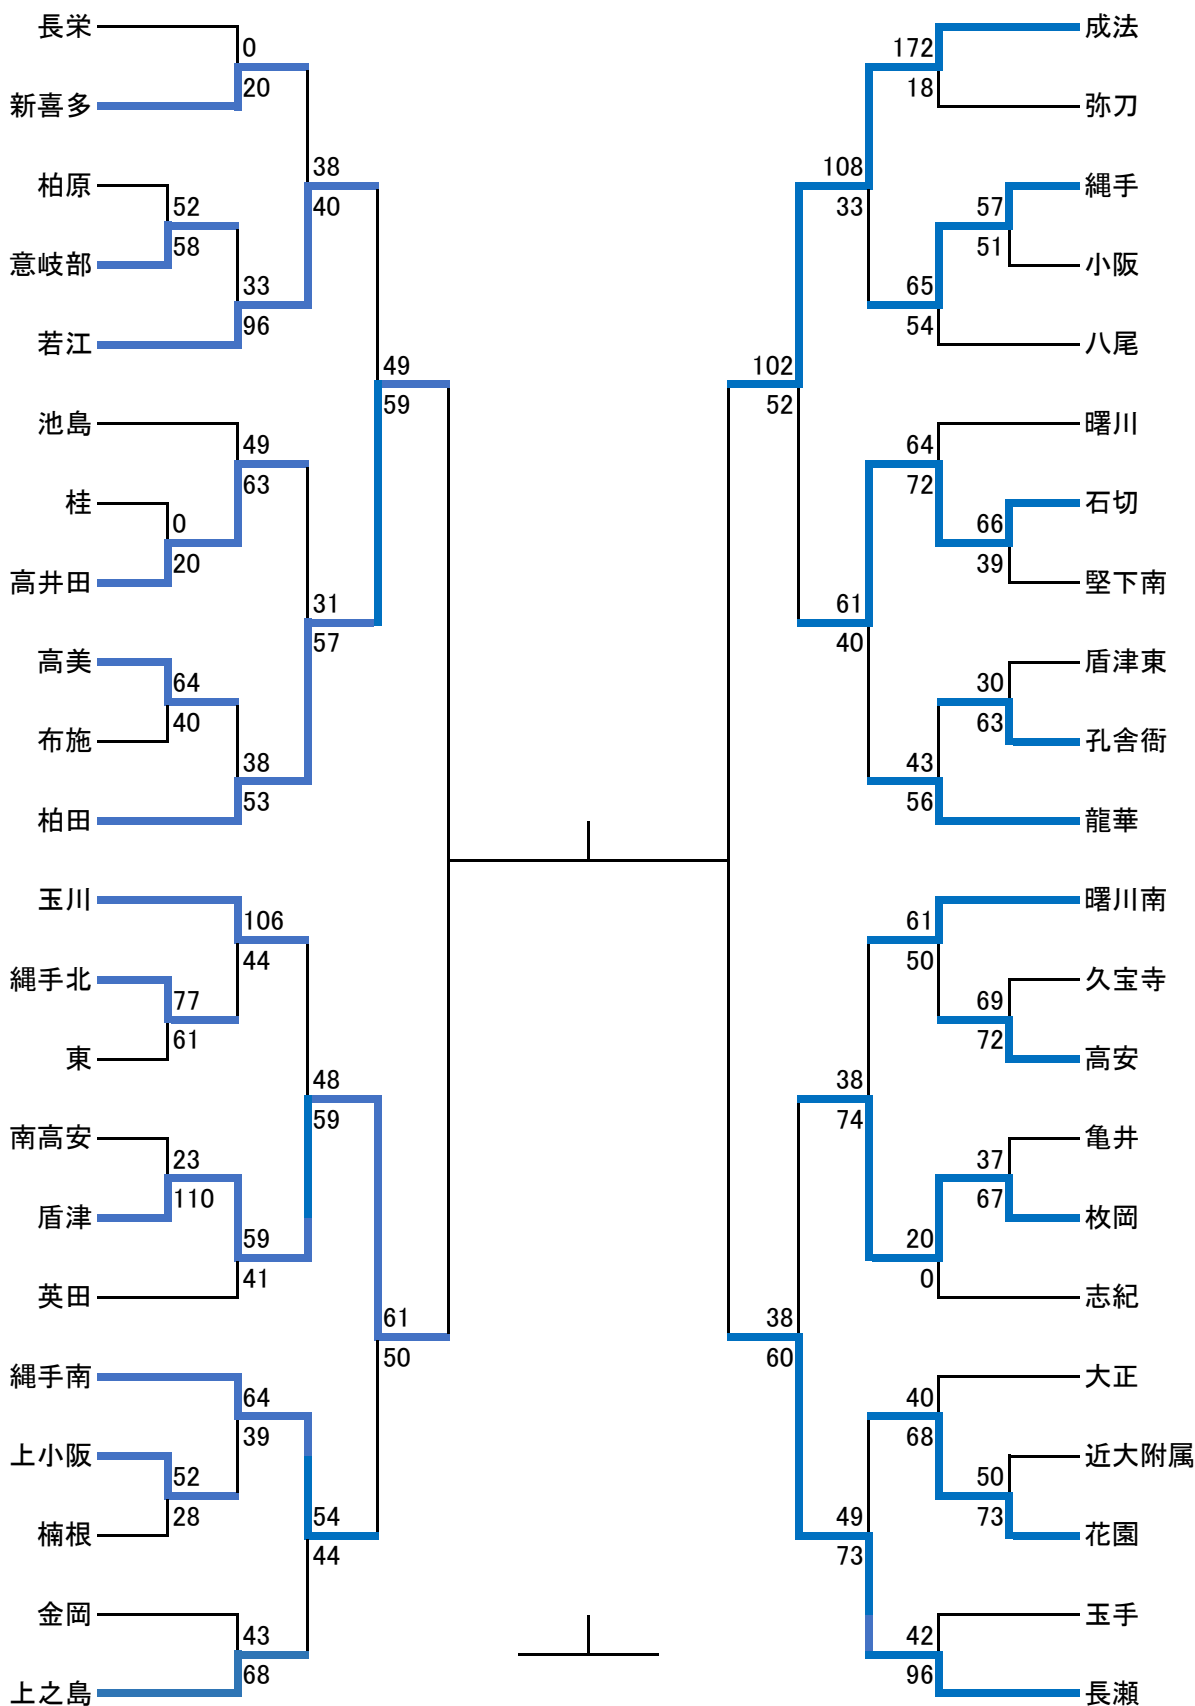 長栄
0
20
新喜多
38
40
柏原
52
58
意岐部
33
96
若江
49
59
池島
49
63
桂
0
20
高井田
31
57
高美
64
40
布施
38
53
柏田
玉川
106
44
縄手北
77
61
東
48
59
南高安
23
110
盾津
59
41
英田
61
50
縄手南
64
39
上小阪
52
28
楠根
54
44
金岡
43
68
上之島
成法
172
18
弥刀
108
33
縄手
57
51
小阪
65
54
八尾
102
52
曙川
64
72
石切
66
39
堅下南
61
40
盾津東
30
63
孔舎衙
43
56
龍華
曙川南
61
50
久宝寺
69
72
高安
38
74
亀井
37
67
枚岡
20
0
志紀
38
60
大正
40
68
近大附属
50
73
花園
49
73
玉手
42
96
長瀬